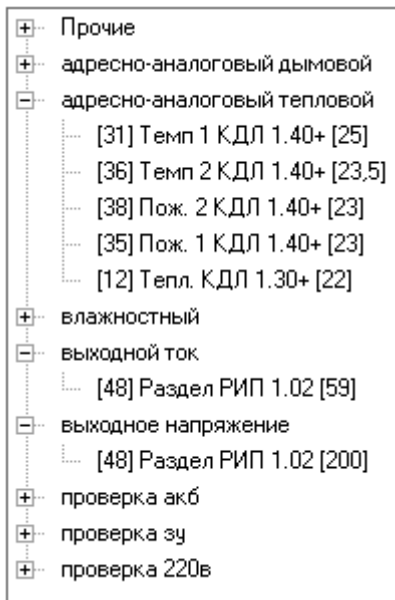 Прочие
адресно-аналоговый дымовой
адресно-аналоговый тепловой
[31] Темп 1 КДЛ 1.40+ [25]
[36] Темп 2 КДЛ 1.40+ [23,5]
[38] Пож. 2 КДЛ 1.40+ [23]
[35] Пож. 1 КДЛ 1.40+ [23]
[12] Тепл. КДЛ 1.30+ [22]
влажностный
выходной ток
[48] Раздел РИП 1.02 [59]
выходное напряжение
[48] Раздел РИП 1.02 [200]
проверка акб
проверка зу
проверка 220в